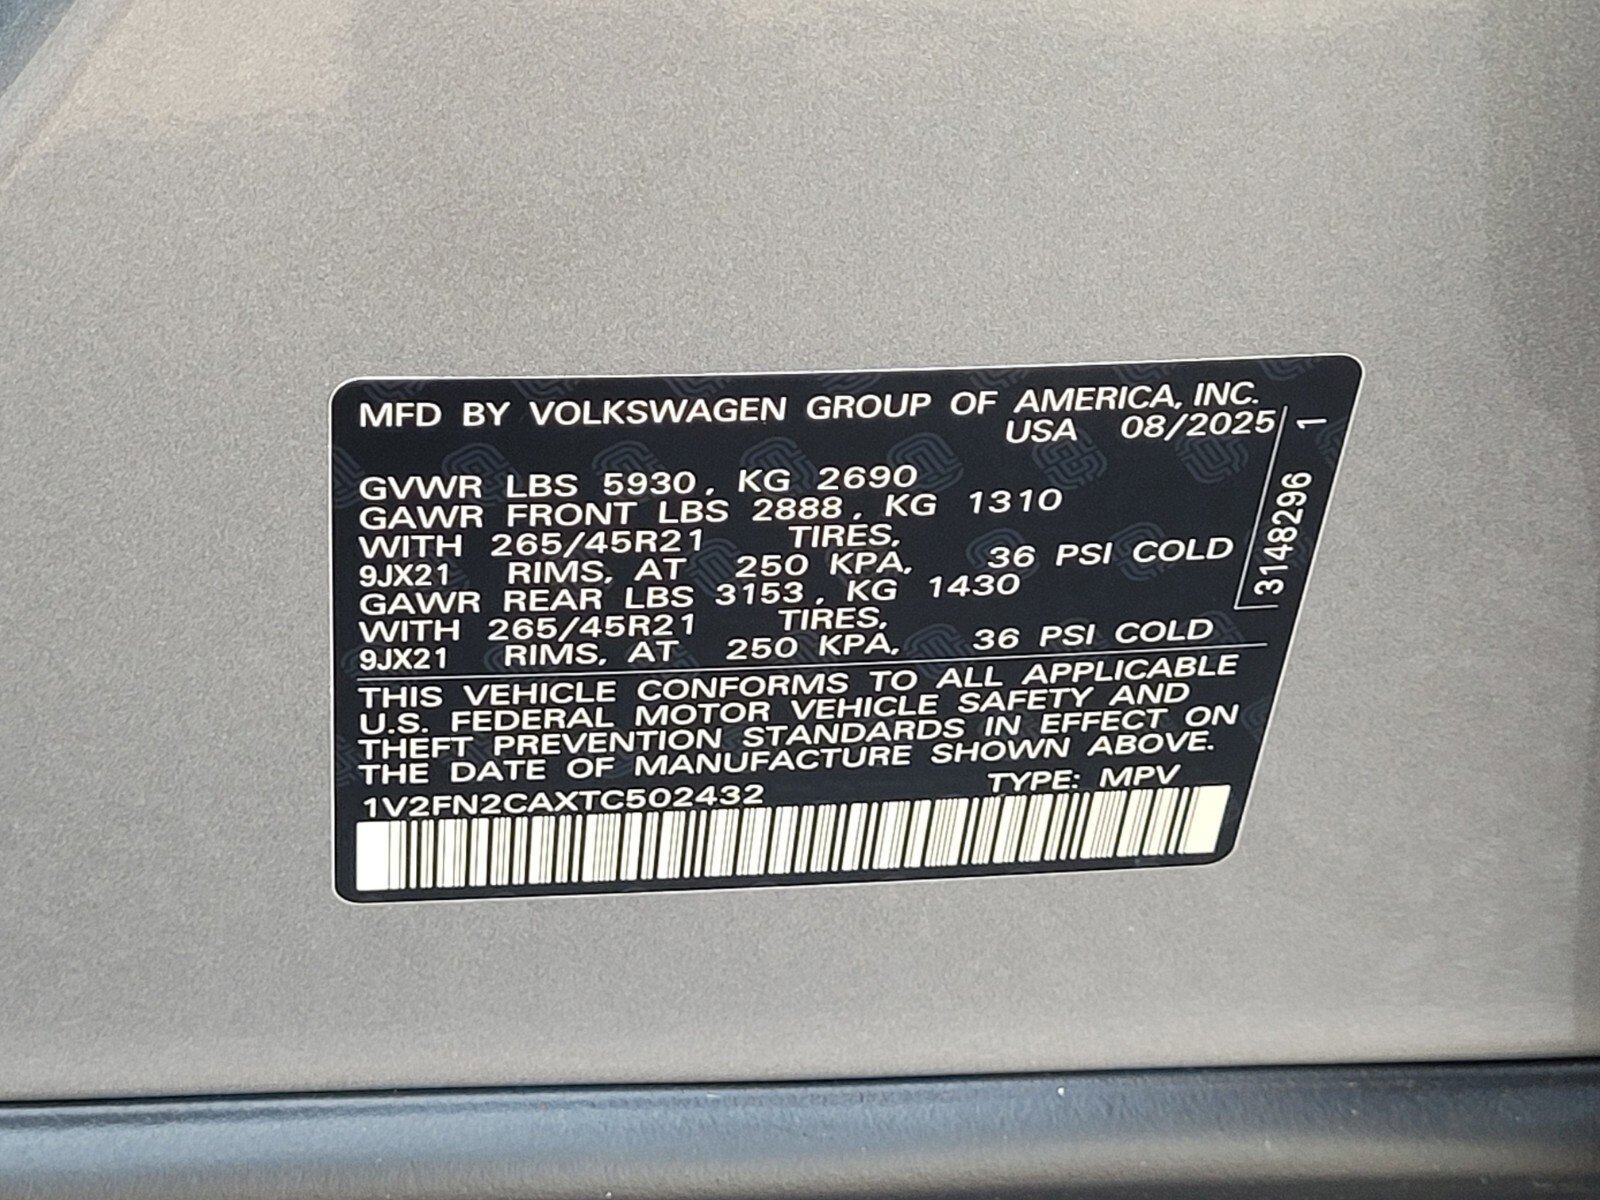 MFD BY VOLKSWAGEN GROUP OF AMERICA, INC.
USA 08/2025
GVWR LBS 5930, KG 2690
GAWR FRONT LBS 2888, KG 1310
WITH 265/45R21 TIRES,
9JX21 RIMS, AT 250 KPA, 36 PSI COLD
GAWR REAR LBS 3153, KG 1430
WITH 265/45R21 TIRES,
9JX21 RIMS, AT 250 KPA, 36 PSI COLD
THIS VEHICLE CONFORMS TO ALL APPLICABLE
U.S. FEDERAL MOTOR VEHICLE SAFETY AND
THEFT PREVENTION STANDARDS IN EFFECT ON
THE DATE OF MANUFACTURE SHOWN ABOVE.
1V2FN2CAXTC502432 TYPE: MPV
3148296 1